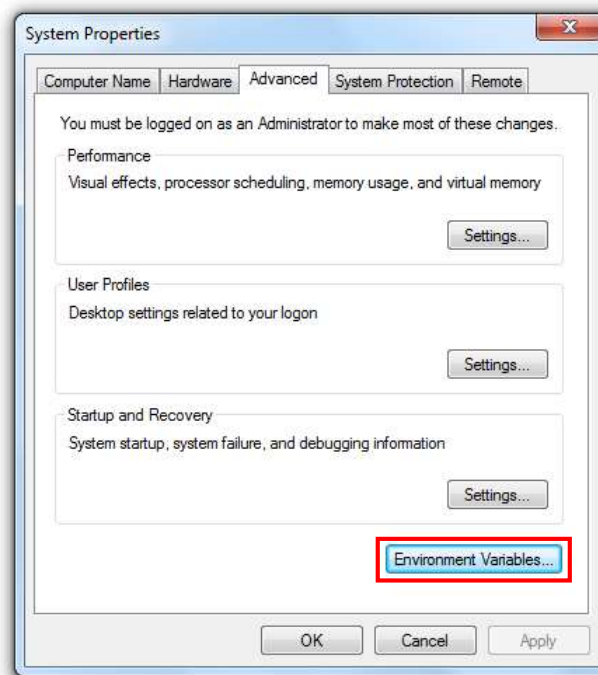 System Properties
Computer Name Hardware Advanced System Protection Remote
You must be logged on as an Administrator to make most of these changes.
Performance
Visual effects, processor scheduling, memory usage, and virtual memory
Settings...
User Profiles
Desktop settings related to your logon
Settings...
Startup and Recovery
System startup, system failure, and debugging information
Settings...
Environment Variables...
OK Cancel Apply